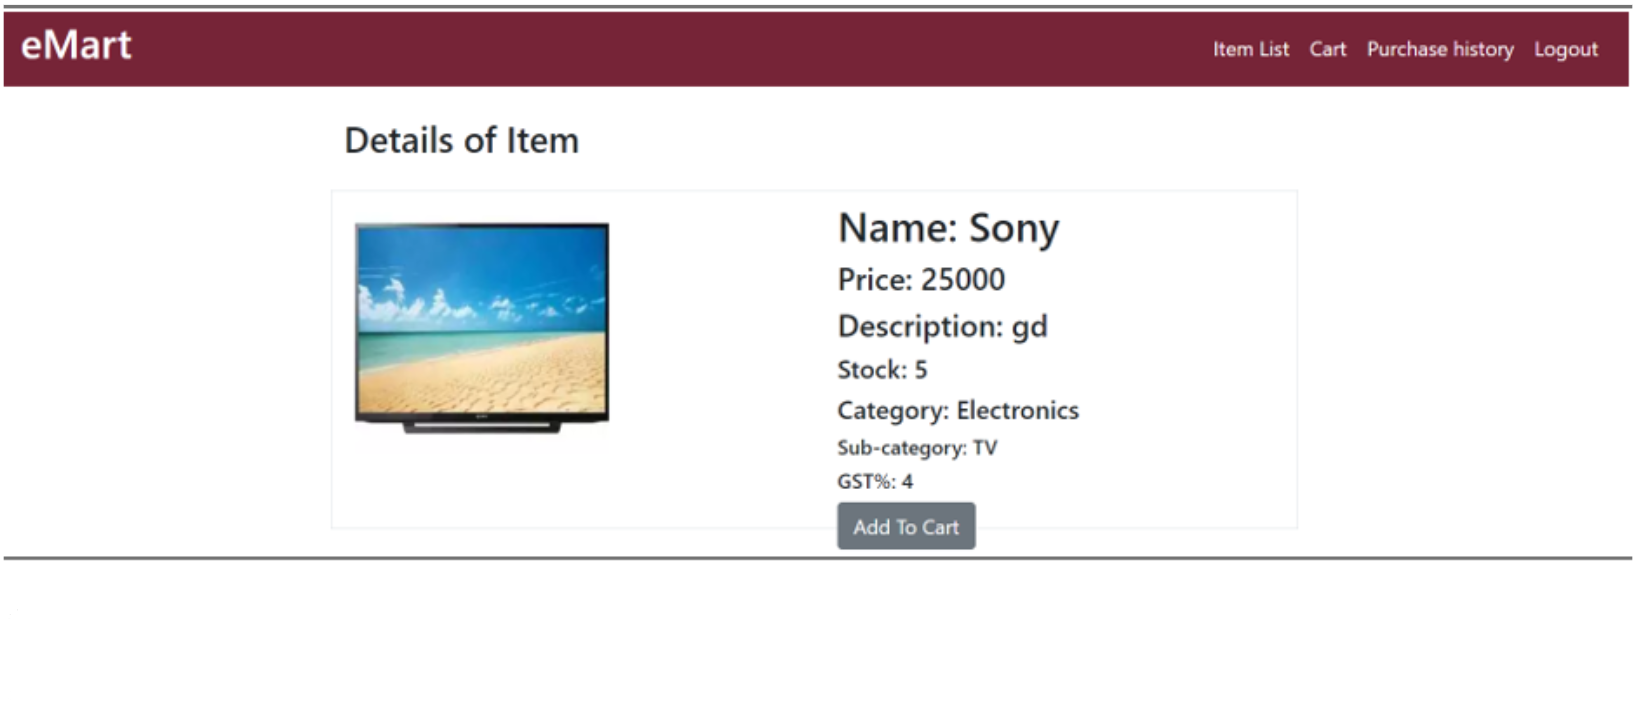 eMart
Item List Cart Purchase history Logout
Details of Item
Name: Sony
Price: 25000
Description: gd
Stock: 5
Category: Electronics
Sub-category: TV
GST%: 4
Add To Cart